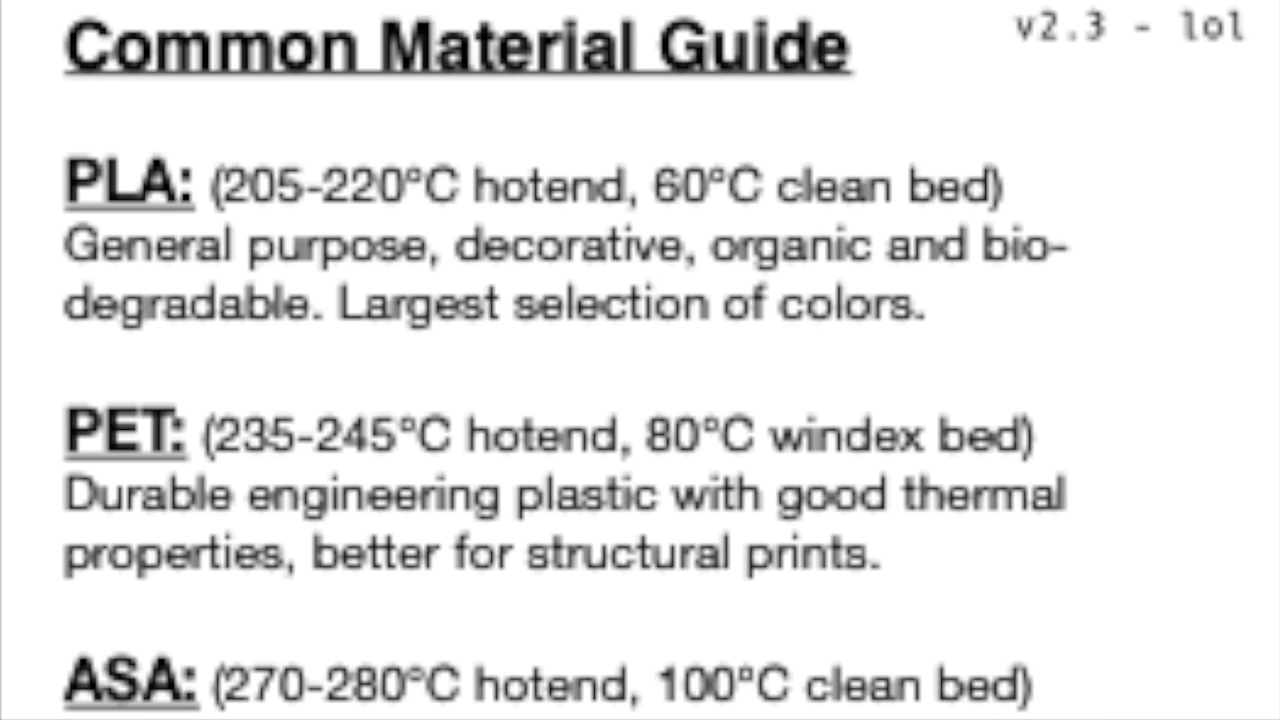 Common Material Guide
v2.3 - lol
PLA: (205-220°C hotend, 60°C clean bed)
General purpose, decorative, organic and bio-
degradable. Largest selection of colors.
PET: (235-245°C hotend, 80°C windex bed)
Durable engineering plastic with good thermal
properties, better for structural prints.
ASA: (270-280°C hotend, 100°C clean bed)